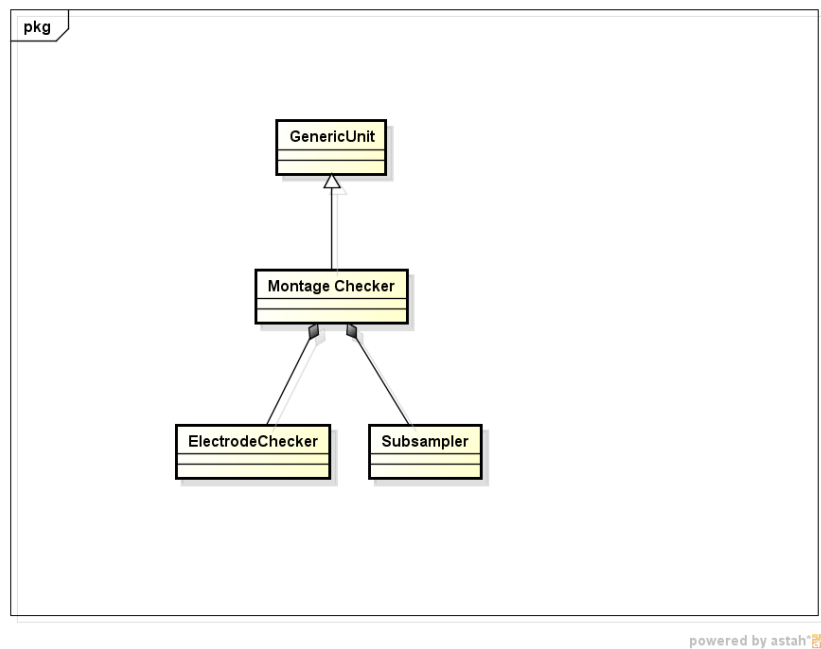 pkg
GenericUnit
Montage Checker
ElectrodeChecker
Subsampler
powered by astah*